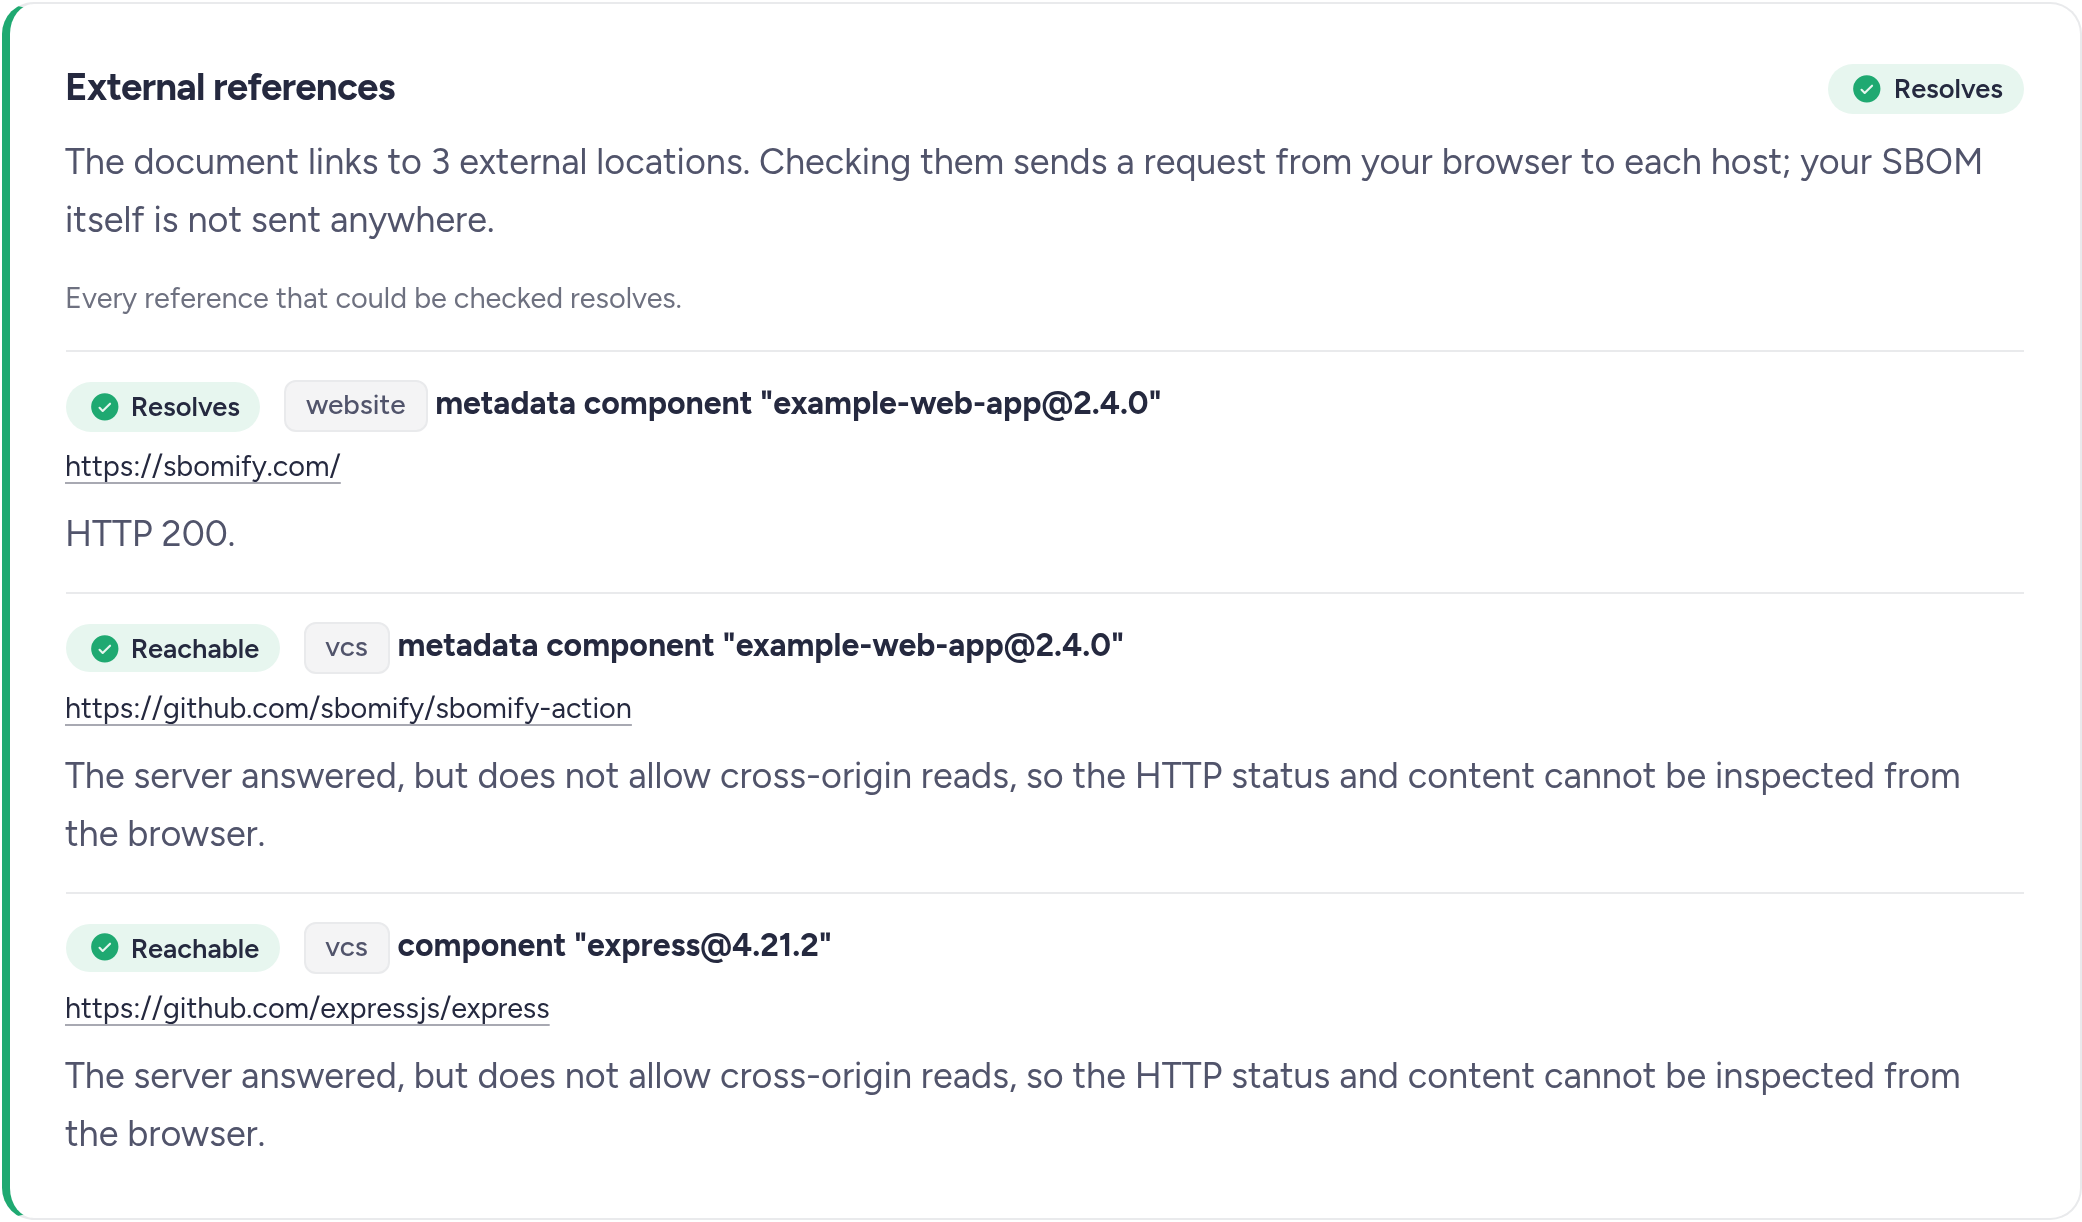 External references
Resolves
The document links to 3 external locations. Checking them sends a request from your browser to each host; your SBOM
itself is not sent anywhere.
Every reference that could be checked resolves.
Resolves website metadata component "example-web-app@2.4.0"
https://sbomify.com/
HTTP 200.
Reachable vcs metadata component "example-web-app@2.4.0"
https://github.com/sbomify/sbomify-action
The server answered, but does not allow cross-origin reads, so the HTTP status and content cannot be inspected from
the browser.
Reachable vcs component "express@4.21.2"
https://github.com/expressjs/express
The server answered, but does not allow cross-origin reads, so the HTTP status and content cannot be inspected from
the browser.